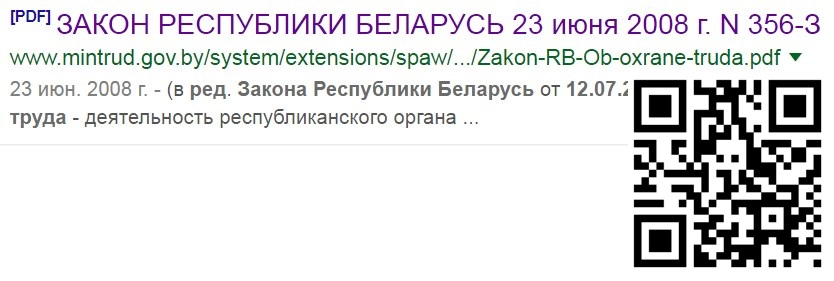 [PDF] ЗАКОН РЕСПУБЛИКИ БЕЛАРУСЬ 23 июня 2008 г. N 356-З
www.mintrud.gov.by/system/extensions/spaw/.../Zakon-RB-Ob-oxrane-truda.pdf
23 июн. 2008 г. - (в ред. Закона Республики Беларусь от 12.07.2
труда - деятельность республиканского органа ...